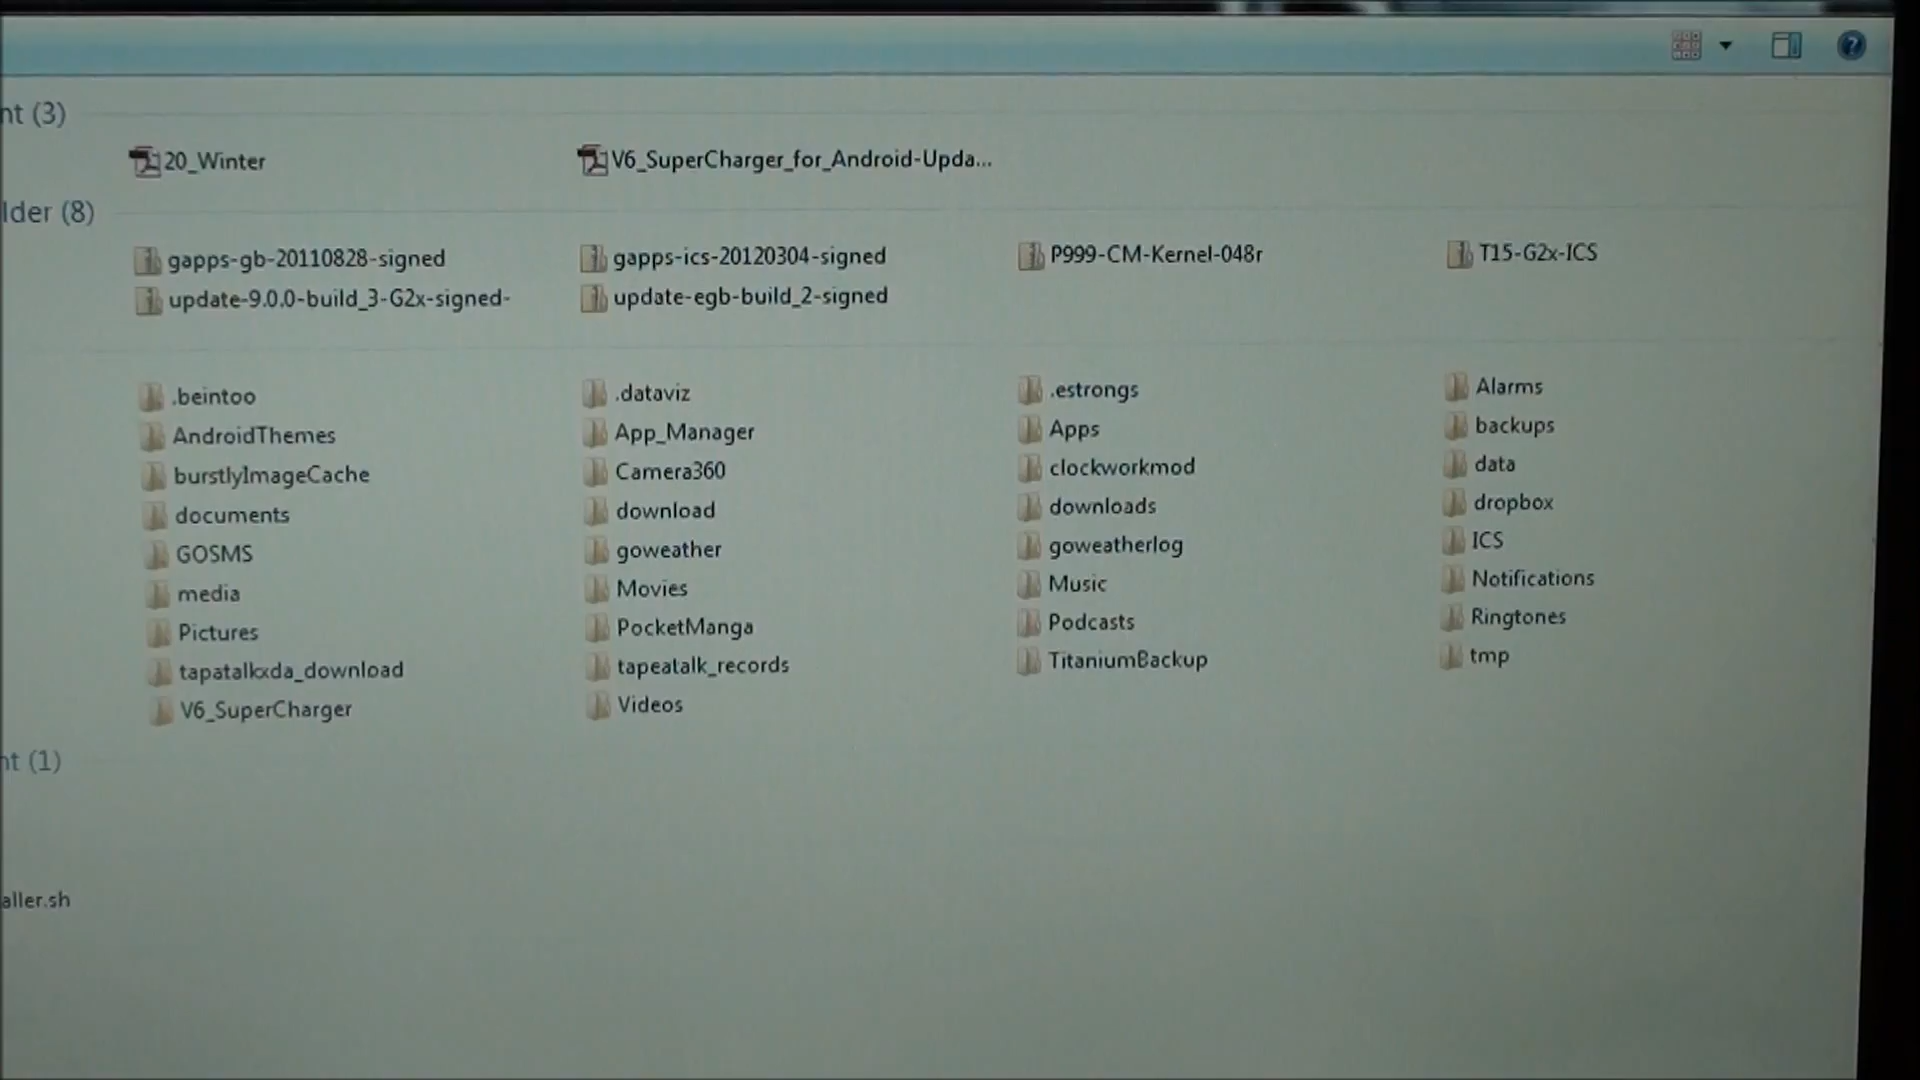 nt (3)
20_Winter V6_SuperCharger_for_Android-Upda...
lder (8)
gapps-gb-20110828-signed gapps-ics-20120304-signed P999-CM-Kernel-048r T15-G2x-ICS
update-9.0.0-build_3-G2x-signed- update-egb-build_2-signed
.beintoo .dataviz .estrongs Alarms
AndroidThemes App_Manager Apps backups
burstlyImageCache Camera360 clockworkmod data
documents download downloads dropbox
GOSMS goweather goweatherlog ICS
media Movies Music Notifications
Pictures PocketManga Podcasts Ringtones
tapatalkxda_download tapeatalk_records TitaniumBackup tmp
V6_SuperCharger Videos
nt (1)
aller.sh